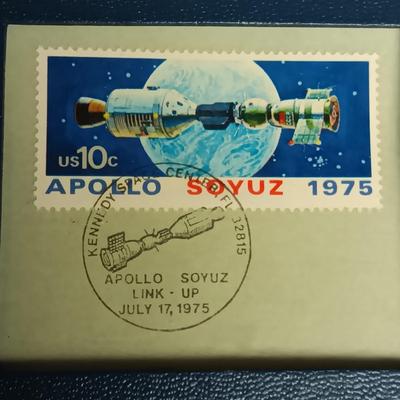 US10c
APOLLO SOYUZ 1975
KENNEDY SPACE CENTER, FL 32815
APOLLO SOYUZ
LINK - UP
JULY 17, 1975